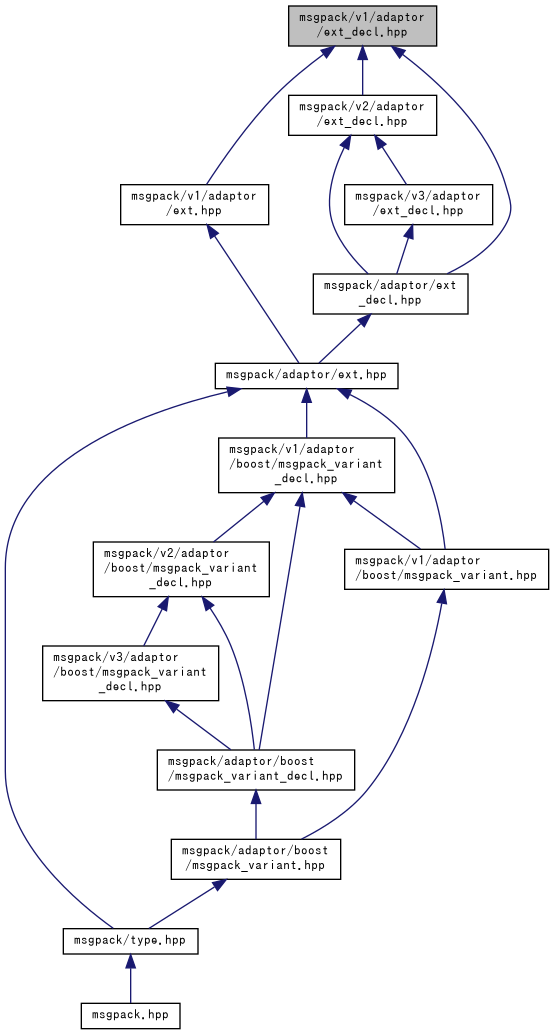 msgpack/v1/adaptor
/ext_decl.hpp
msgpack/v2/adaptor
/ext_decl.hpp
msgpack/v1/adaptor
/ext.hpp
msgpack/v3/adaptor
/ext_decl.hpp
msgpack/adaptor/ext
_decl.hpp
msgpack/adaptor/ext.hpp
msgpack/v1/adaptor
/boost/msgpack_variant
_decl.hpp
msgpack/v2/adaptor
/boost/msgpack_variant
_decl.hpp
msgpack/v1/adaptor
/boost/msgpack_variant.hpp
msgpack/v3/adaptor
/boost/msgpack_variant
_decl.hpp
msgpack/adaptor/boost
/msgpack_variant_decl.hpp
msgpack/adaptor/boost
/msgpack_variant.hpp
msgpack/type.hpp
msgpack.hpp